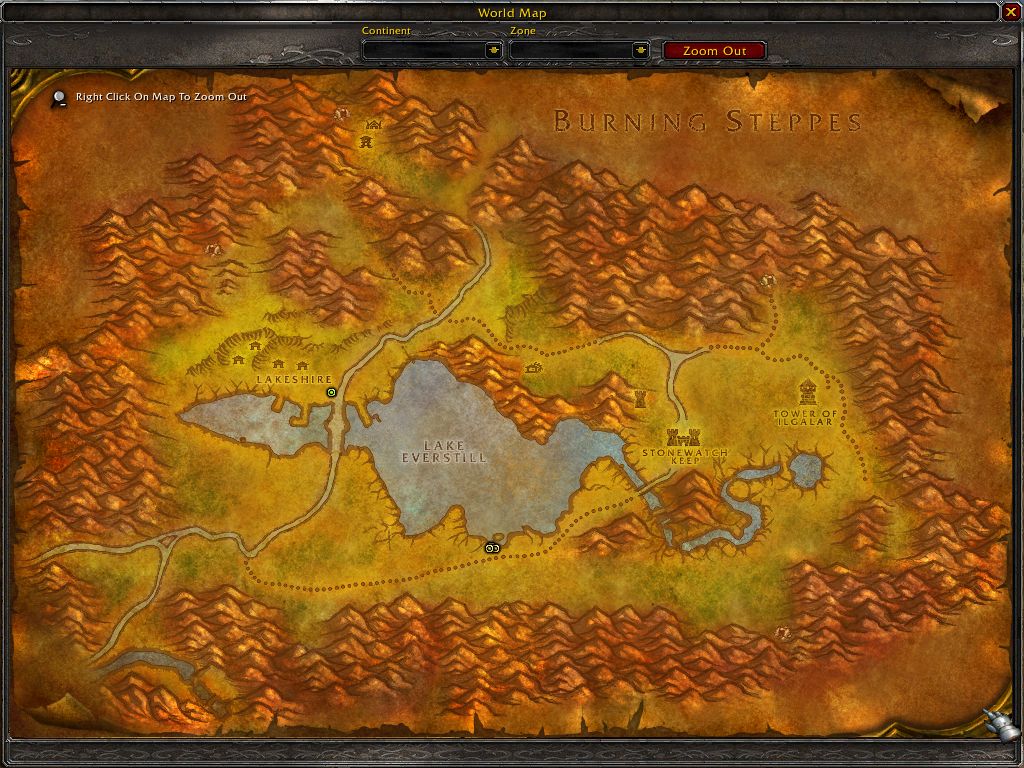 World Map
Continent
Zone
Zoom Out
Right Click On Map To Zoom Out
BURNING STEPPES
LAKESHIRE
LAKE
EVERSTILL
STONEWATCH
KEEP
TOWER OF
ILGALAR